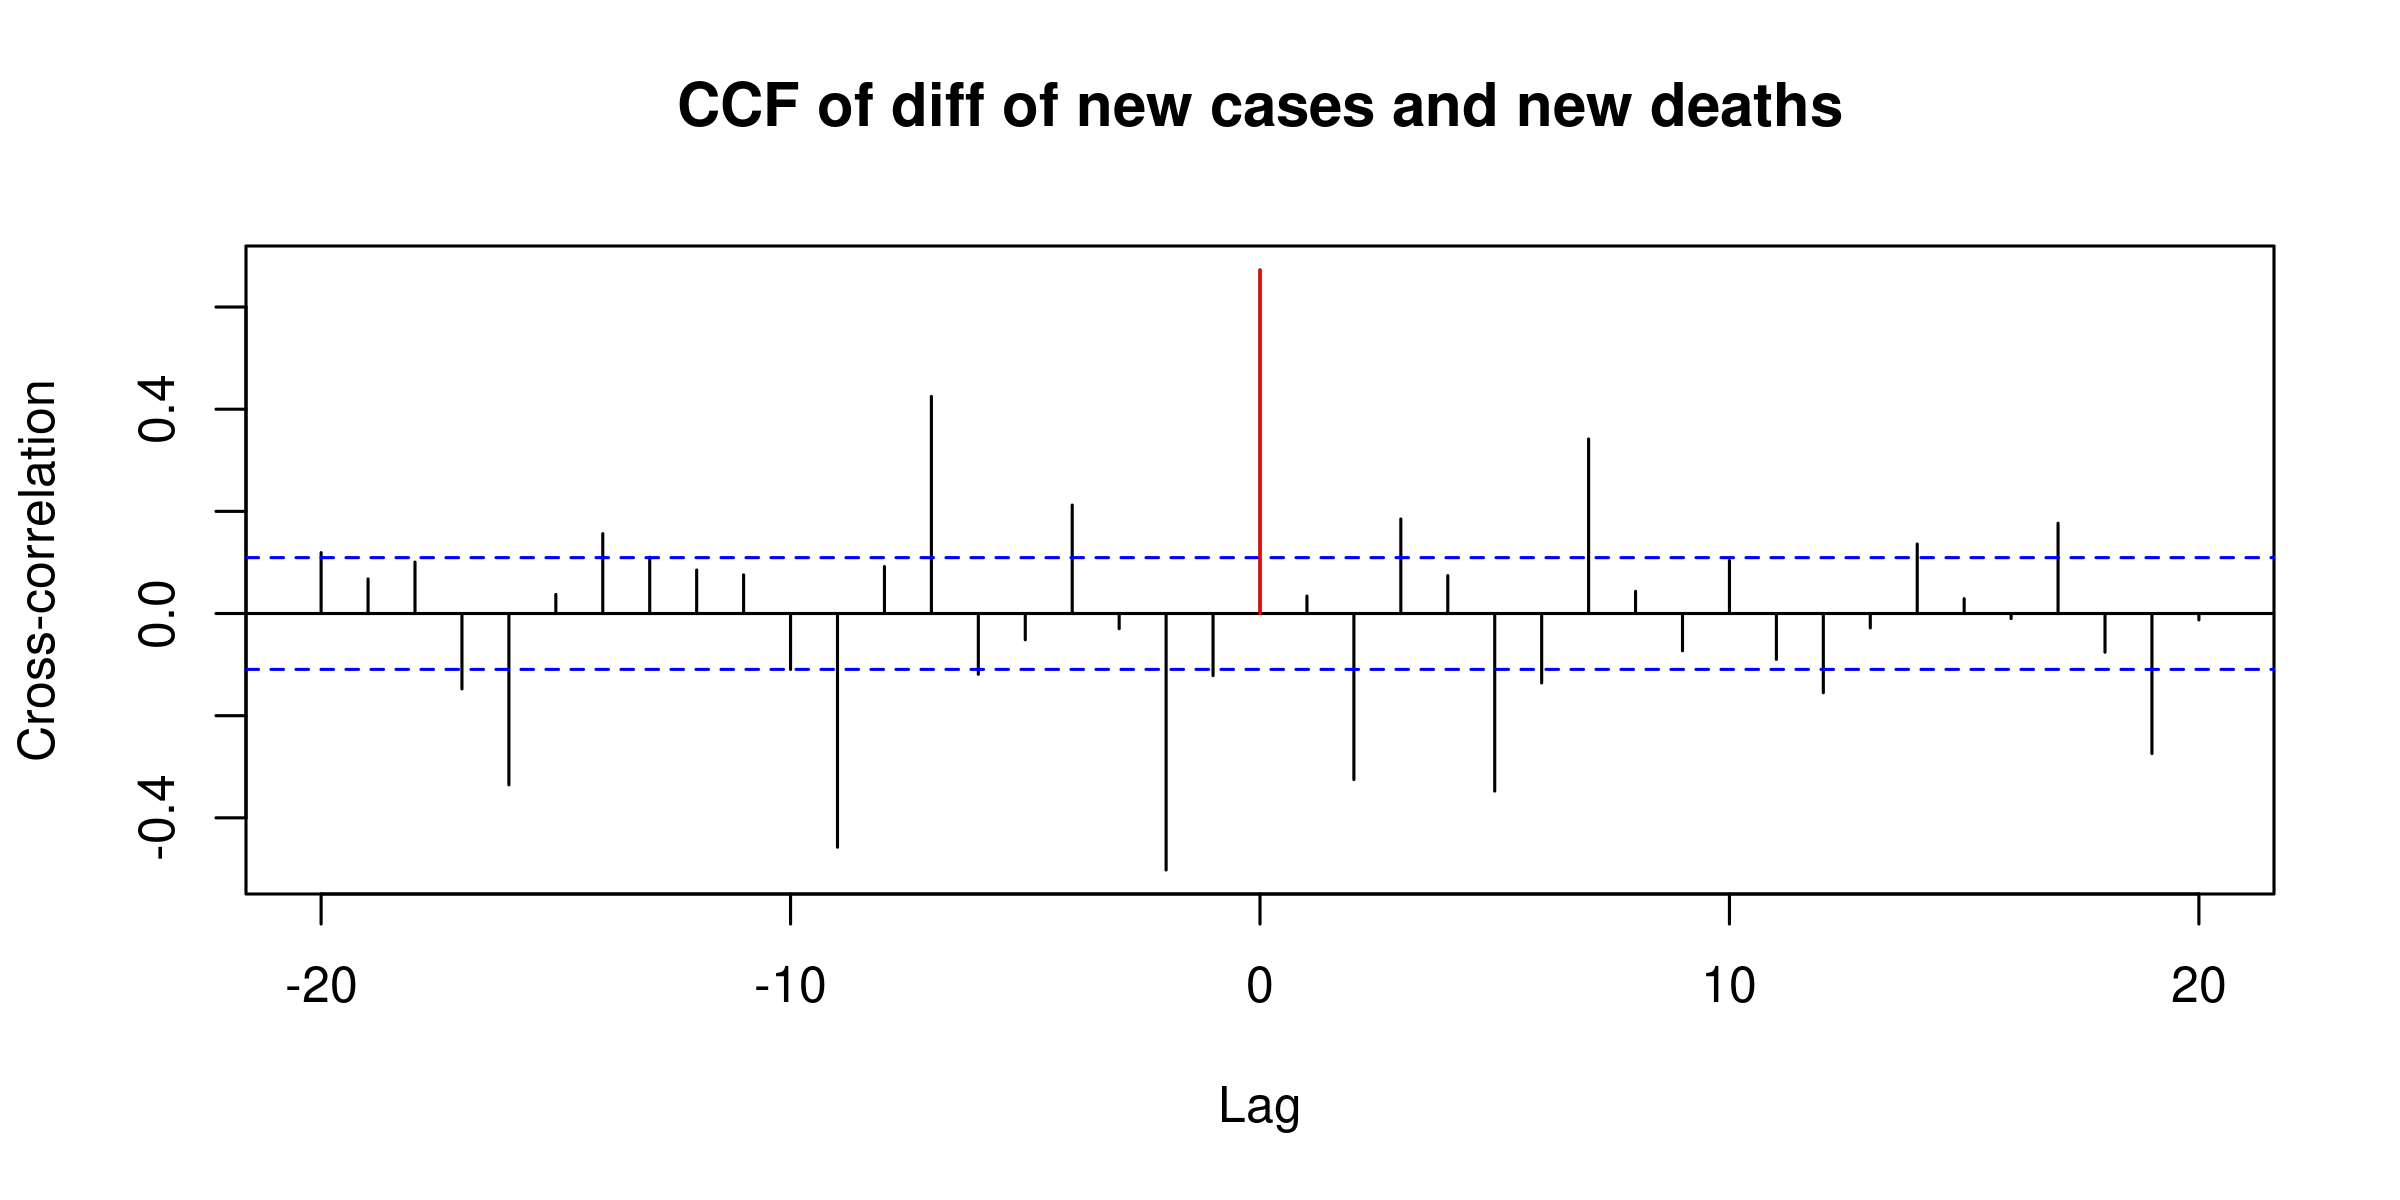 CCF of diff of new cases and new deaths
Cross-correlation
0.4
0.0
-0.4
-20 -10 0 10 20
Lag